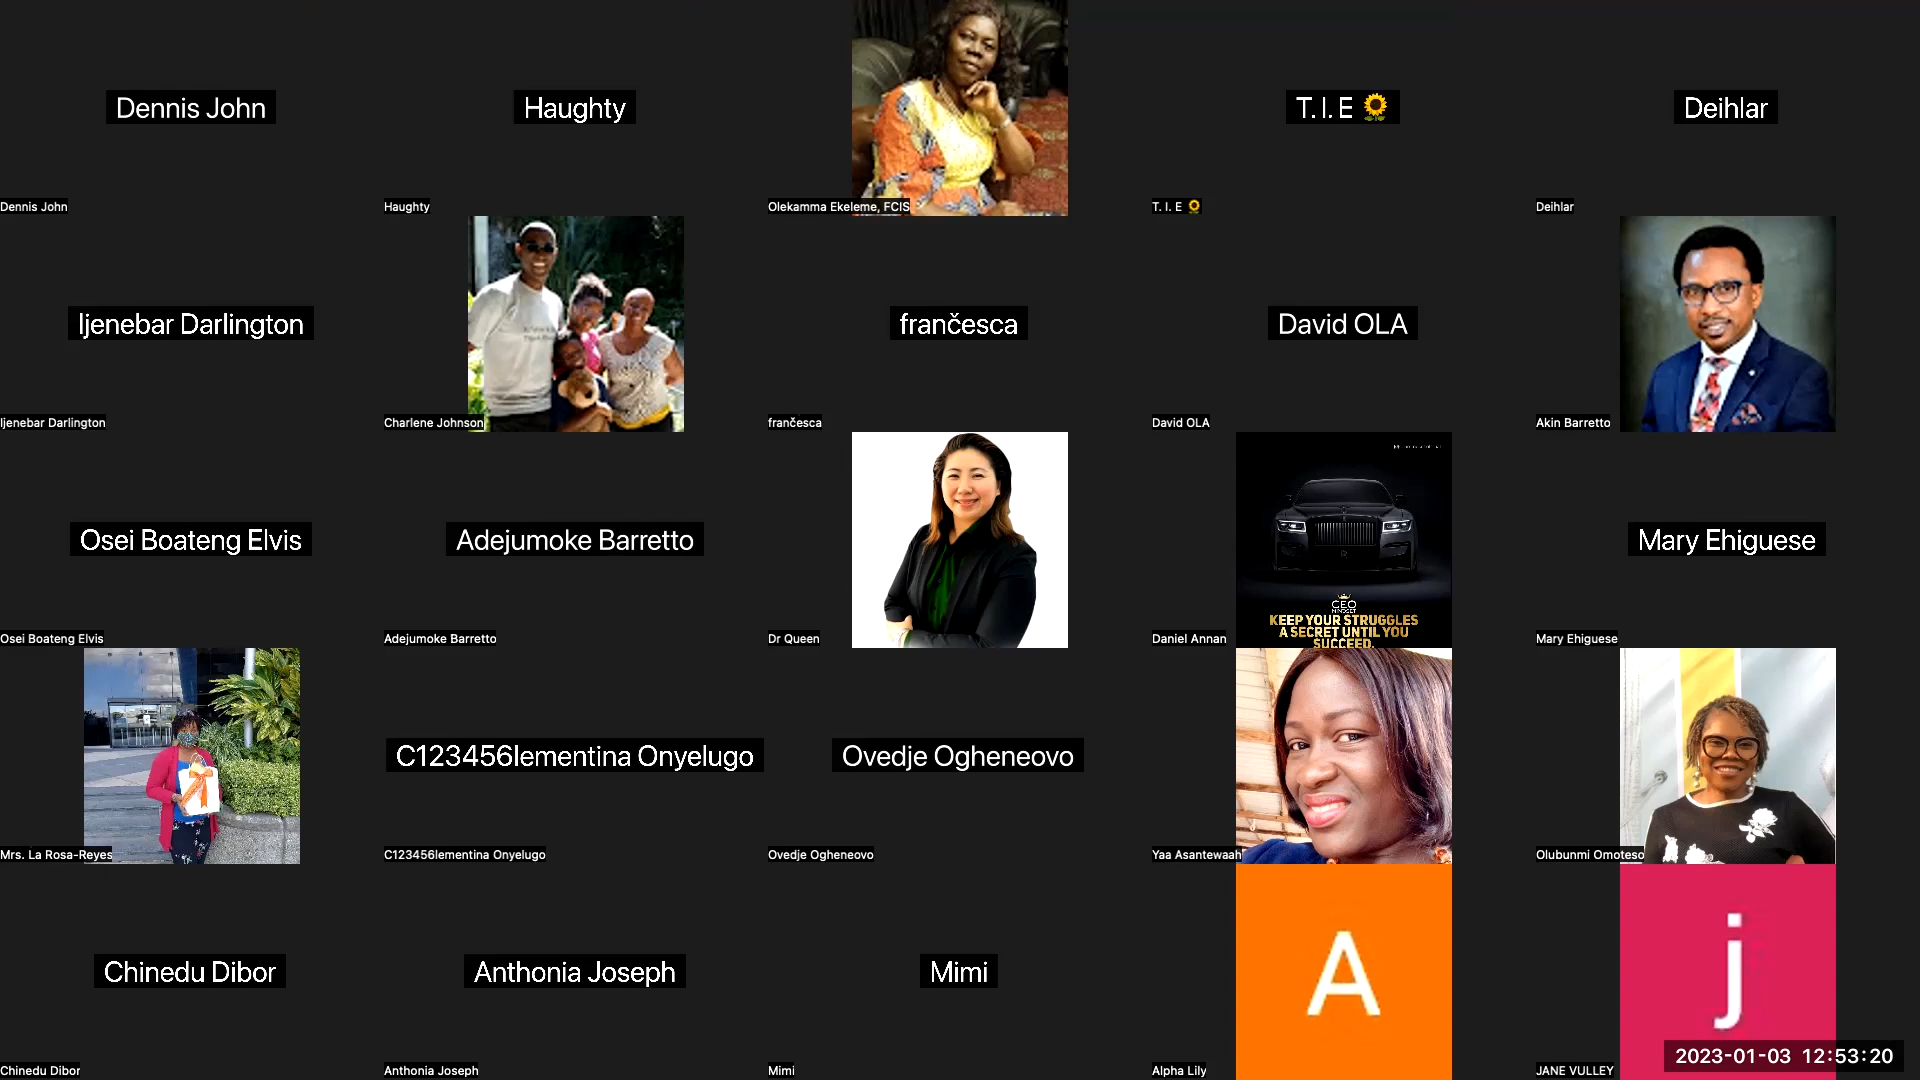 Dennis John
Haughty
T. I. E 🌻
Deihlar
Dennis John
Haughty
Olekamma Ekeleme, FCIS
T. I. E 🌻
Deihlar
Ijenebar Darlington
frančesca
David OLA
Ijenebar Darlington
Charlene Johnson
frančesca
David OLA
Akin Barretto
Osei Boateng Elvis
Adejumoke Barretto
Mary Ehiguese
CEO
MINDSET
KEEP YOUR STRUGGLES
A SECRET UNTIL YOU
SUCCEED.
Osei Boateng Elvis
Adejumoke Barretto
Dr Queen
Daniel Annan
Mary Ehiguese
C123456lementina Onyelugo
Ovedje Ogheneovo
Mrs. La Rosa-Reyes
C123456lementina Onyelugo
Ovedje Ogheneovo
Yaa Asantewaah
Olubunmi Omoteso
Chinedu Dibor
Anthonia Joseph
Mimi
A
j
2023-01-03 12:53:20
Chinedu Dibor
Anthonia Joseph
Mimi
Alpha Lily
JANE VULLEY